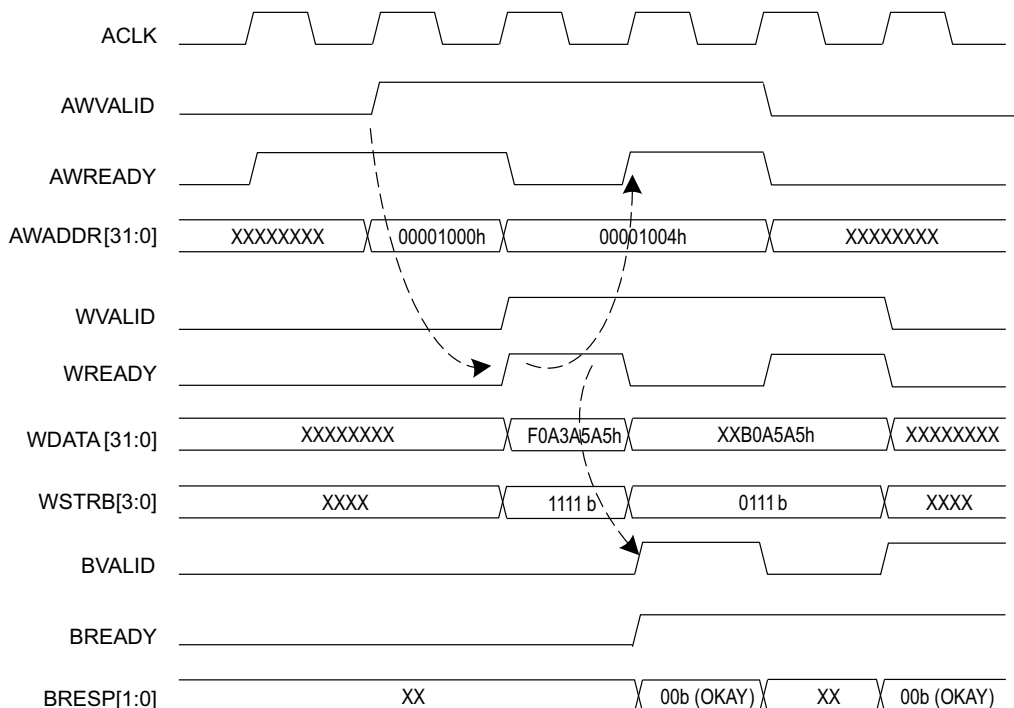 ACLK
AWVALID
AWREADY
AWADDR[31:0] XXXXXXXX 00001000h 00001004h XXXXXXXX
WVALID
WREADY
WDATA[31:0] XXXXXXXX F0A3A5A5h XXB0A5A5h XXXXXXXX
WSTRB[3:0] XXXX 1111 b 0111 b XXXX
BVALID
BREADY
BRESP[1:0] XX 00b (OKAY) XX 00b (OKAY)